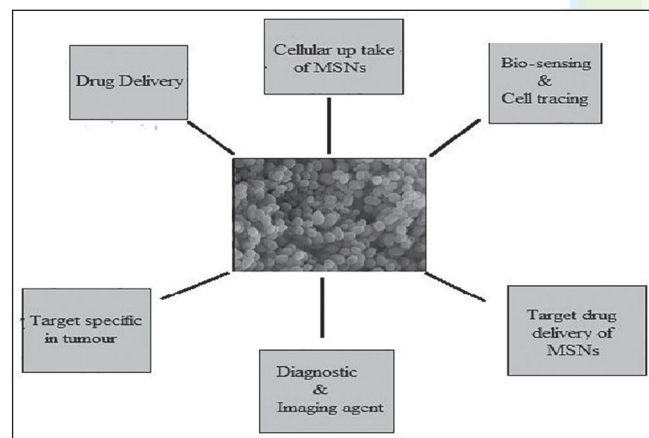 Drug Delivery
Cellular up take
of MSNs
Bio-sensing
&
Cell tracing
Target specific
in tumour
Diagnostic
&
Imaging agent
Target drug
delivery of
MSNs